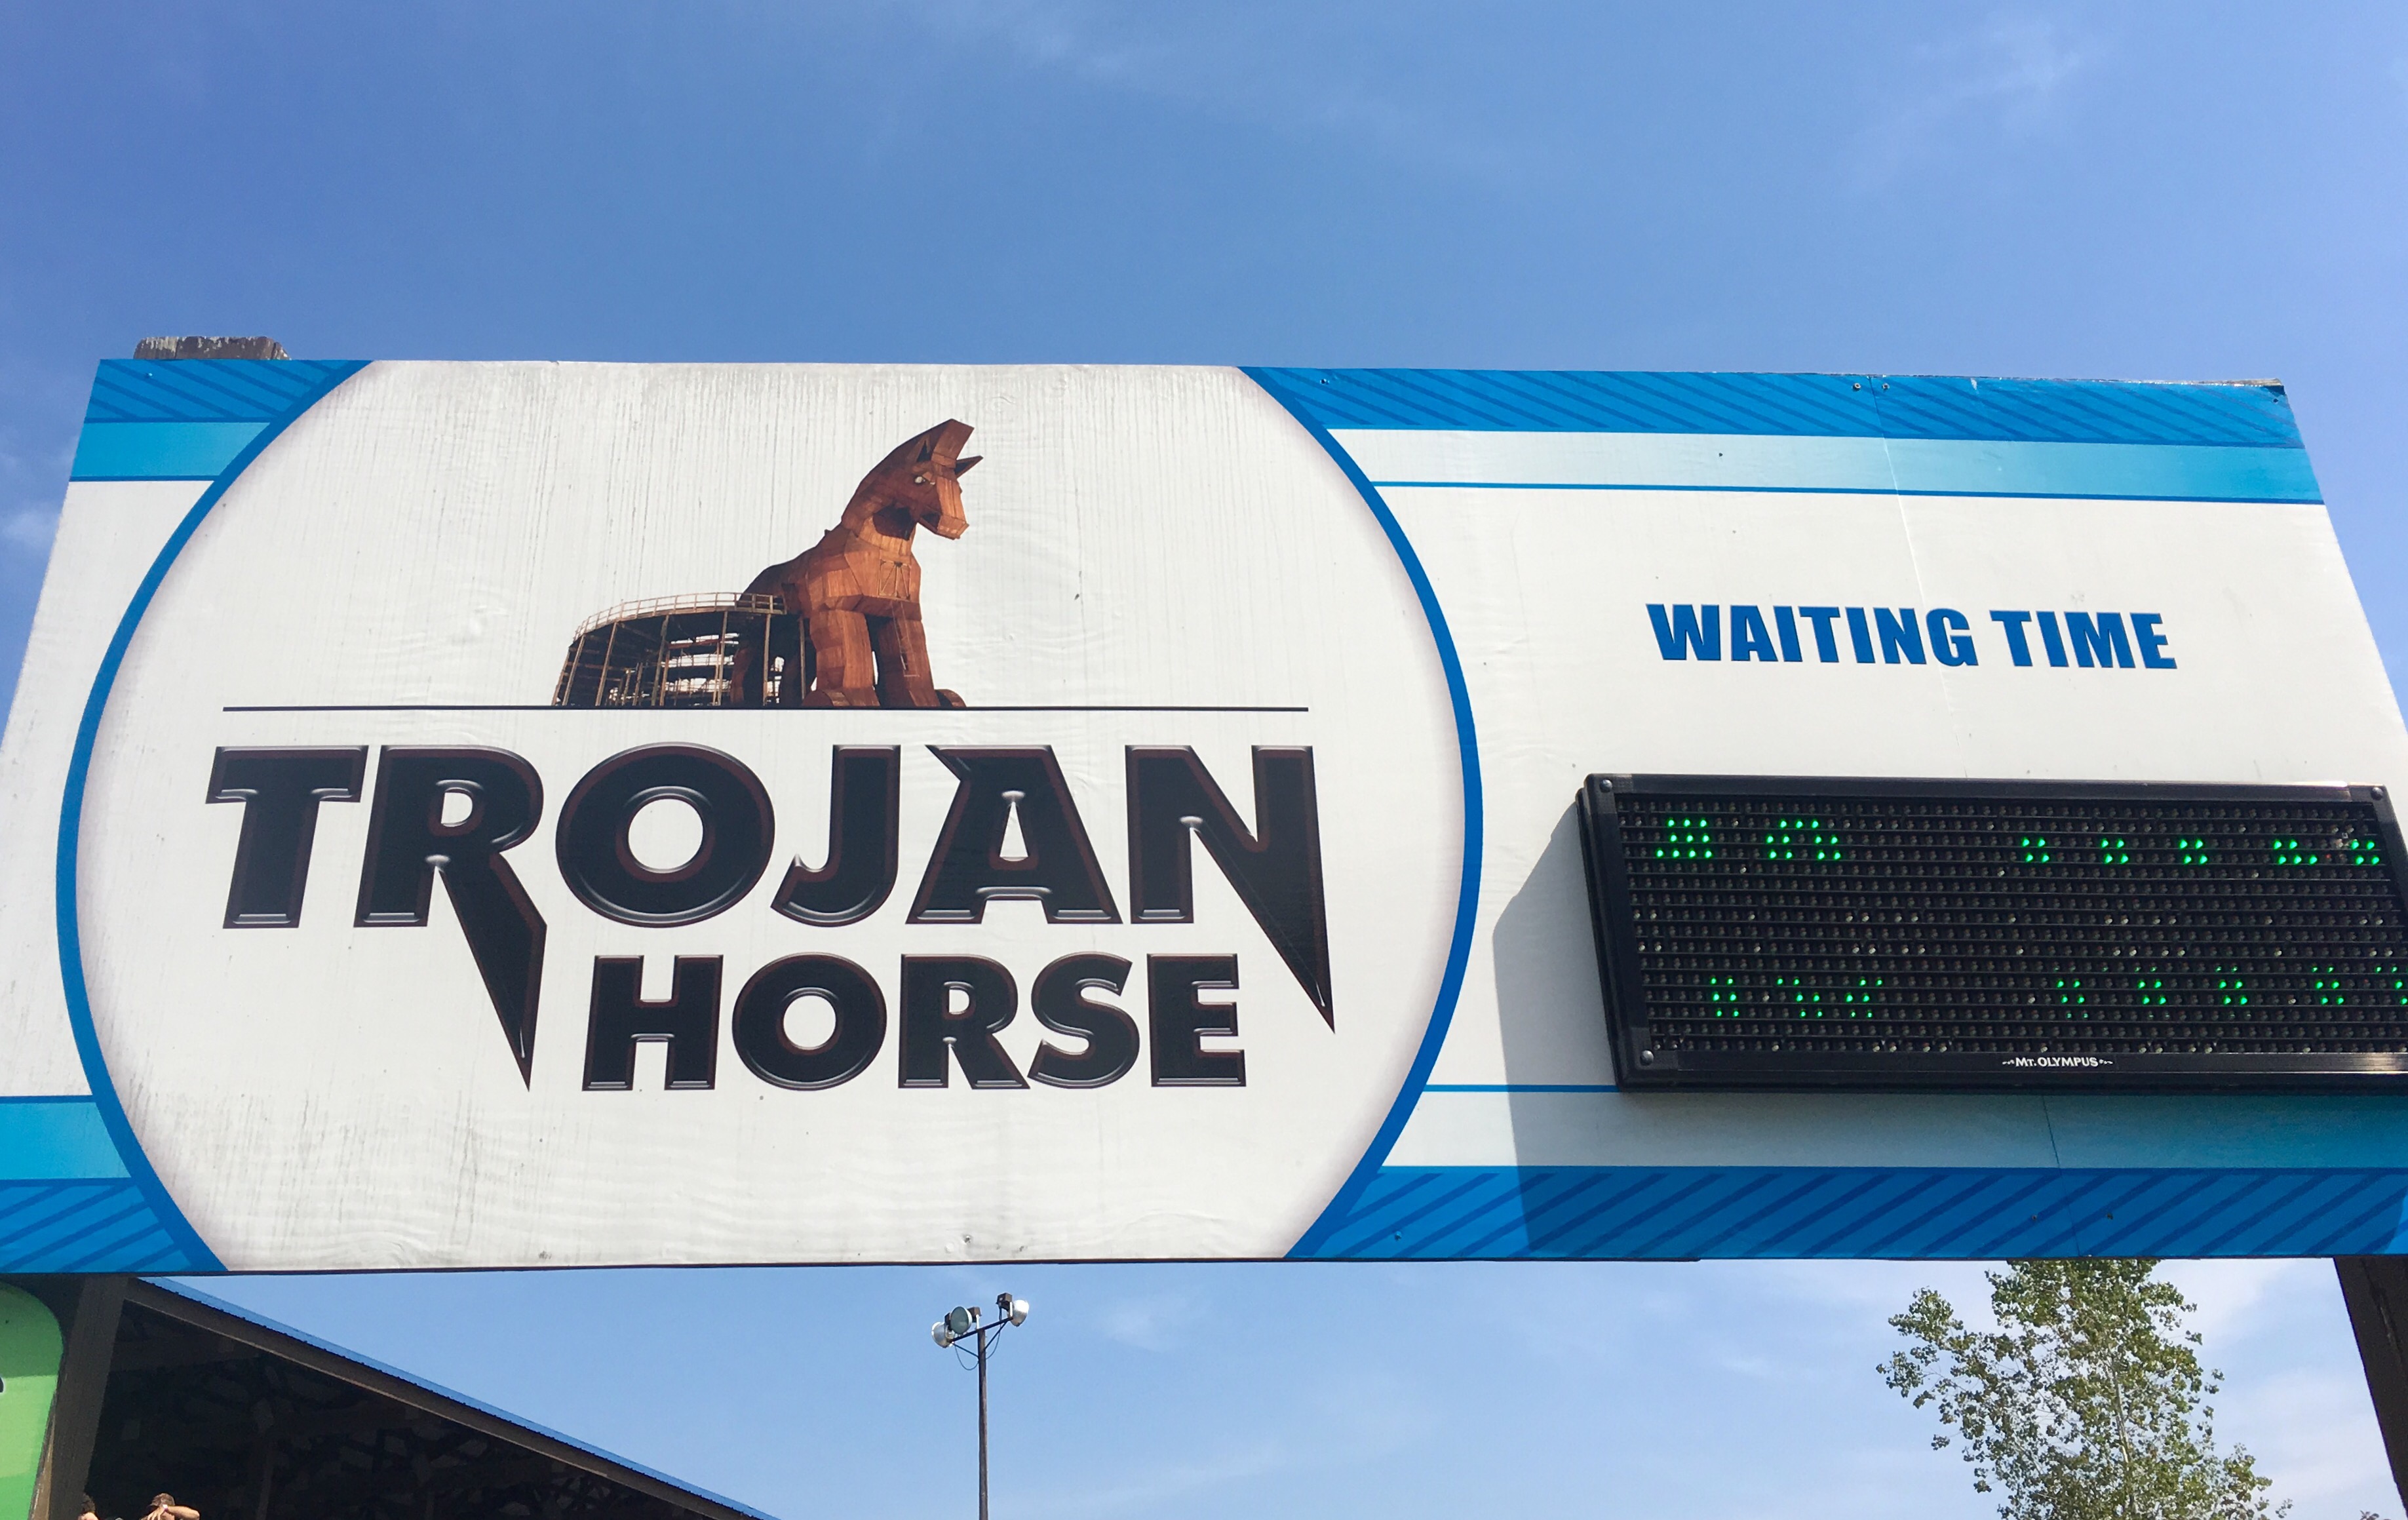 TROJAN
HORSE
WAITING TIME
MT. OLYMPUS